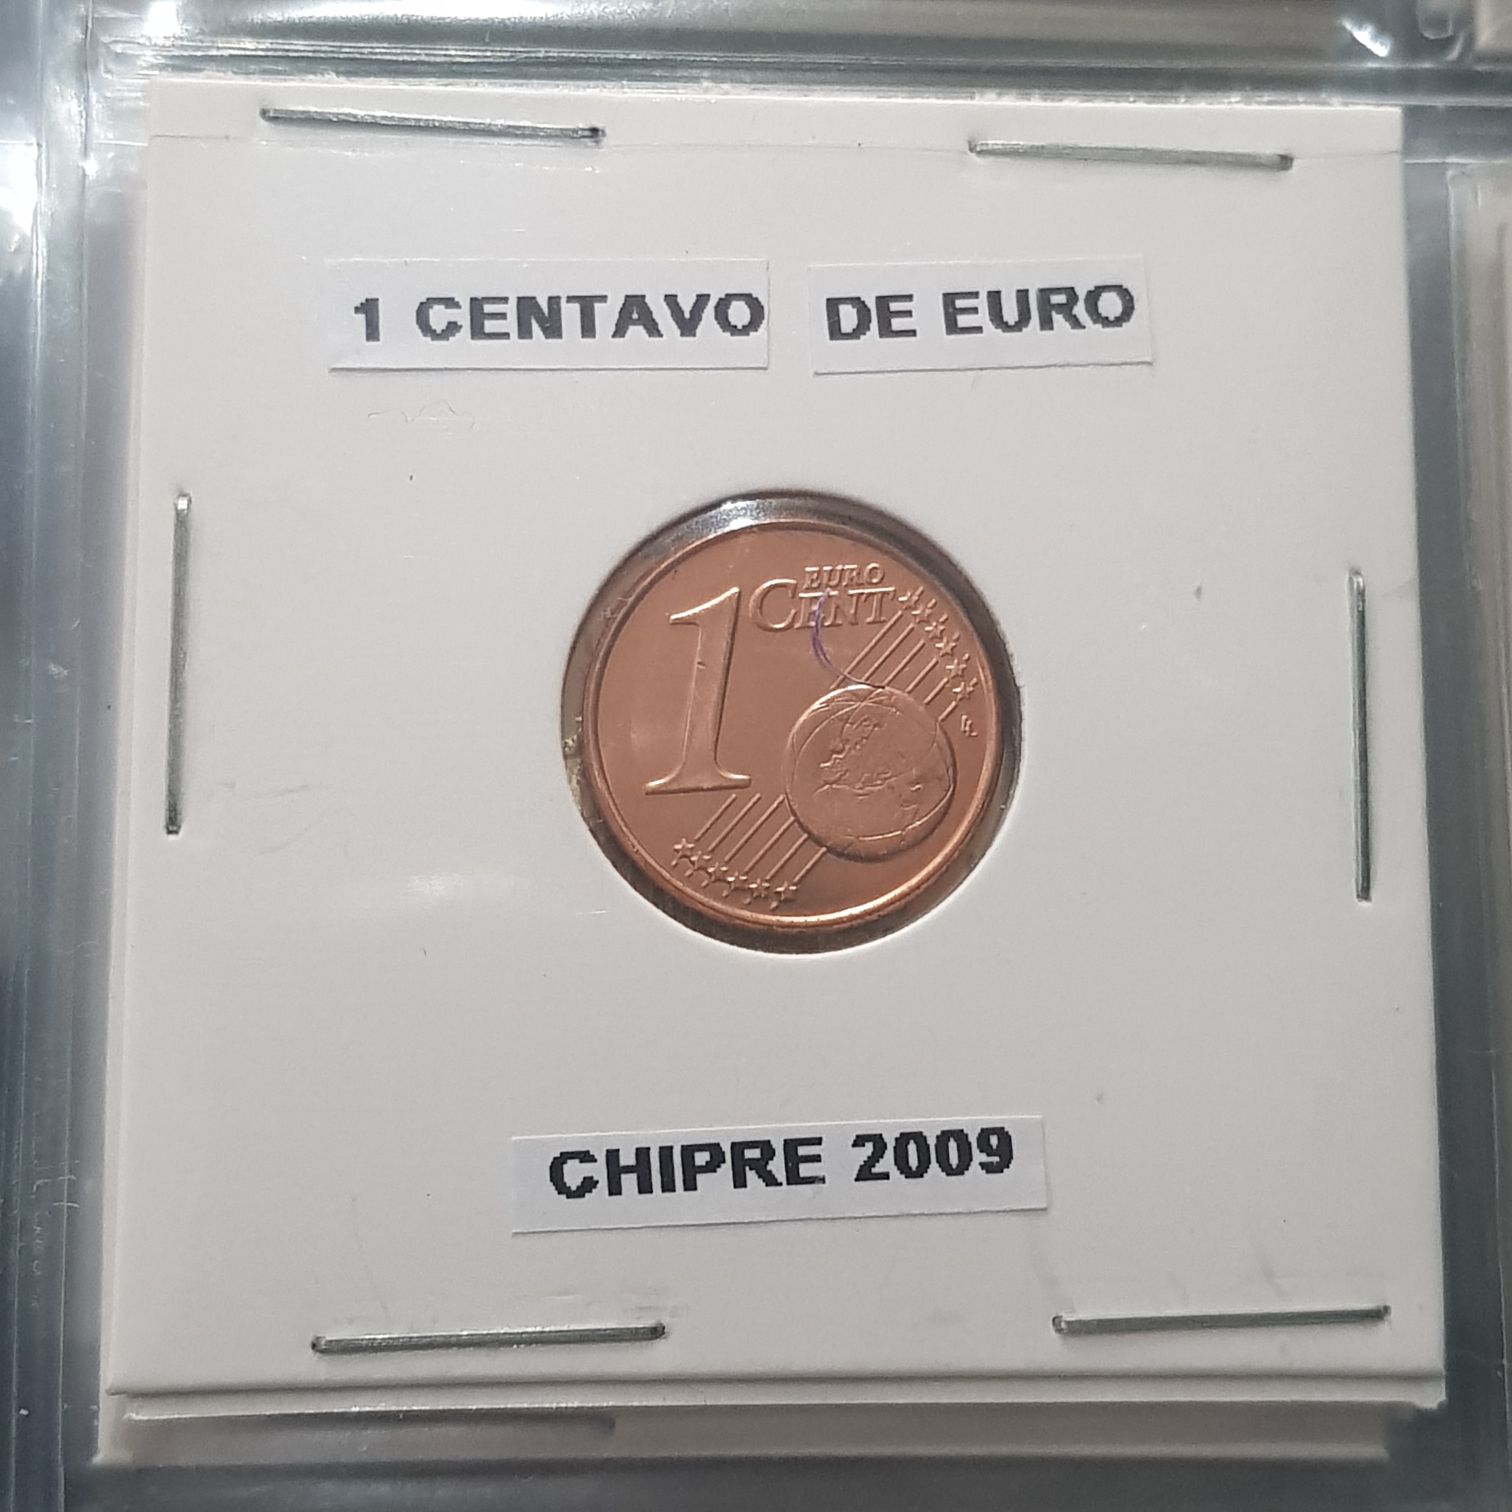 1 CENTAVO DE EURO
1 EURO
CENT
CHIPRE 2009